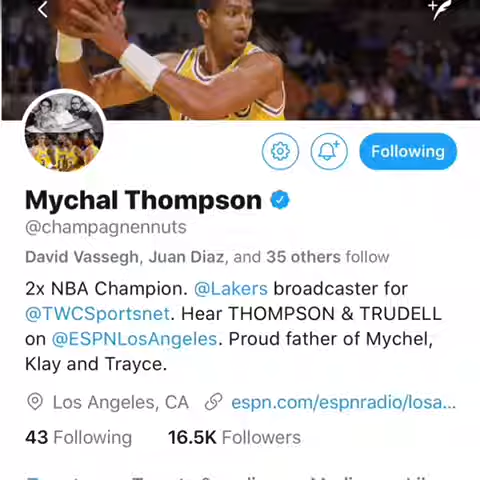 Following
Mychal Thompson
@champagnennuts
David Vassegh, Juan Diaz, and 35 others follow
2x NBA Champion. @Lakers broadcaster for
@TWCSportsnet. Hear THOMPSON & TRUDELL
on @ESPNLosAngeles. Proud father of Mychel,
Klay and Trayce.
Los Angeles, CA espn.com/espnradio/losa...
43 Following 16.5K Followers